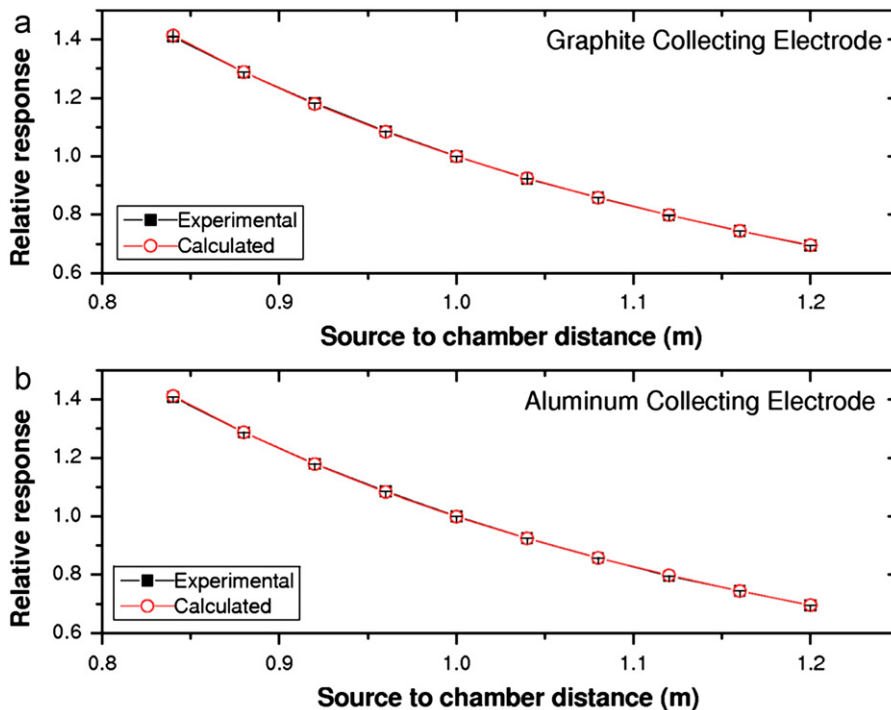 a
Graphite Collecting Electrode
Relative response
1.4
1.2
1.0
0.8
0.6
Experimental
Calculated
0.8 0.9 1.0 1.1 1.2
Source to chamber distance (m)
b
Aluminum Collecting Electrode
Relative response
1.4
1.2
1.0
0.8
0.6
Experimental
Calculated
0.8 0.9 1.0 1.1 1.2
Source to chamber distance (m)